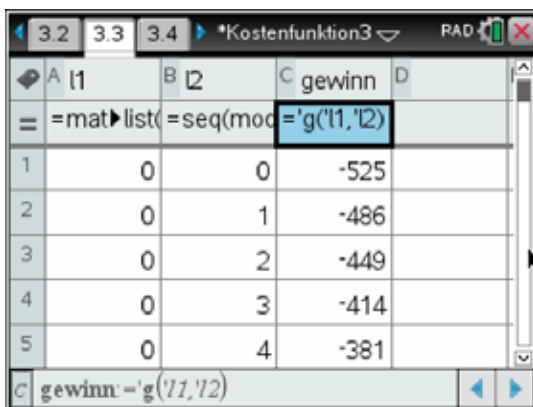 3.2 3.3 3.4 *Kostenfunktion3 RAD
A l1 B l2 C gewinn D
= =mat▶list( =seq(mod ='g('l1,'l2)
1 0 0 -525
2 0 1 -486
3 0 2 -449
4 0 3 -414
5 0 4 -381
C gewinn:='g('l1,'l2)